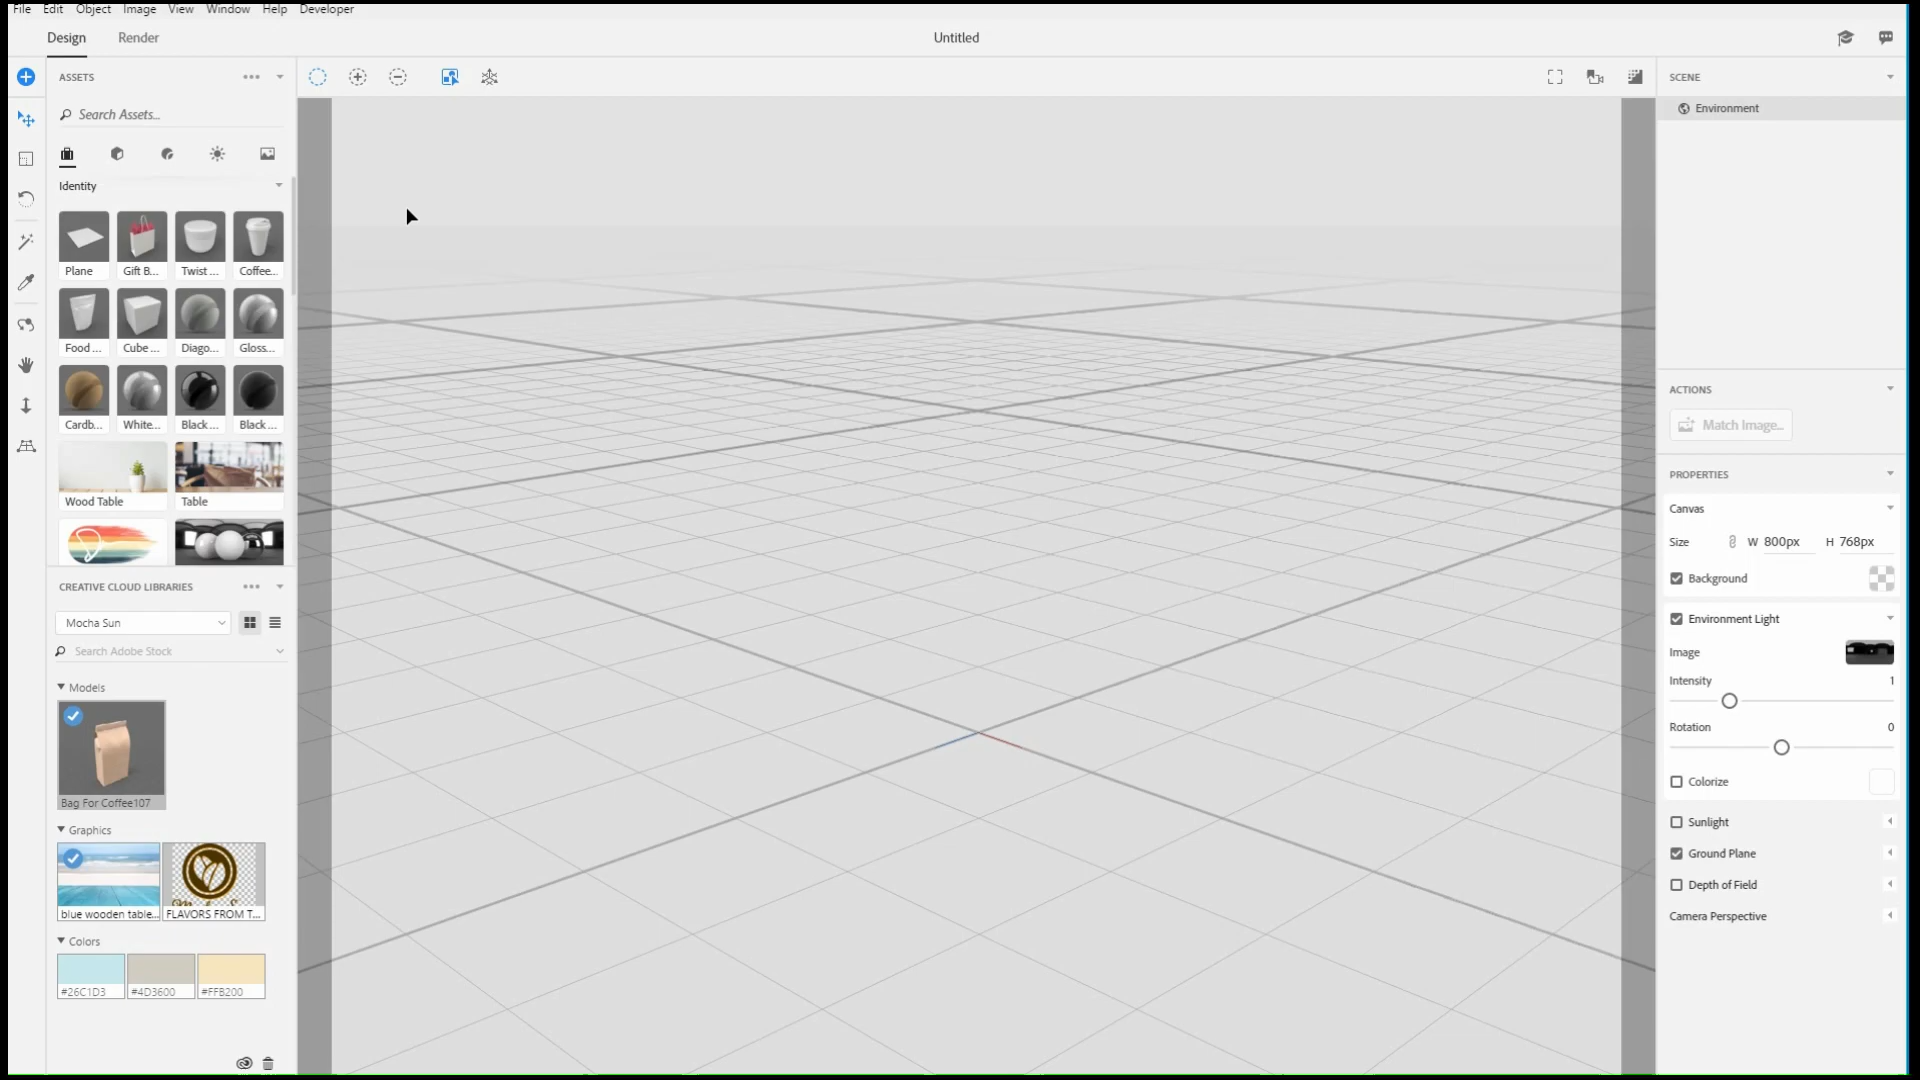 File Edit Object Image View Window Help Developer
Design Render Untitled
ASSETS
Search Assets...
Identity
Plane Gift B... Twist ... Coffee...
Food ... Cube ... Diago... Gloss...
Cardb... White... Black ... Black ...
Wood Table Table
CREATIVE CLOUD LIBRARIES
Mocha Sun
Search Adobe Stock
Models
Bag For Coffee107
Graphics
blue wooden table... FLAVORS FROM T...
Colors
#26C1D3 #4D3600 #FFB200
SCENE
Environment
ACTIONS
Match Image...
PROPERTIES
Canvas
Size W 800px H 768px
Background
Environment Light
Image
Intensity 1
Rotation 0
Colorize
Sunlight
Ground Plane
Depth of Field
Camera Perspective